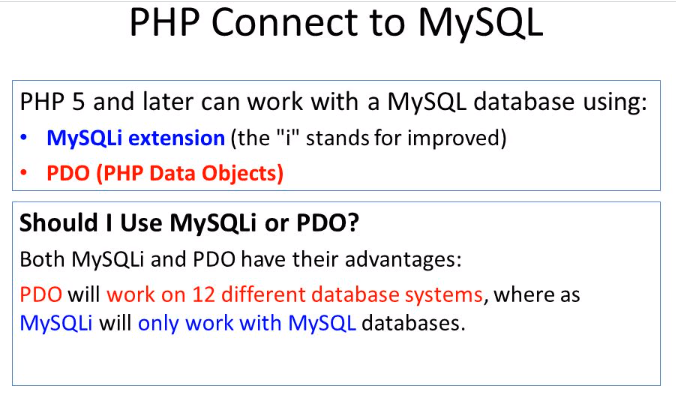 PHP Connect to MySQL
PHP 5 and later can work with a MySQL database using:
• MySQLi extension (the "i" stands for improved)
• PDO (PHP Data Objects)
Should I Use MySQLi or PDO?
Both MySQLi and PDO have their advantages:
PDO will work on 12 different database systems, where as
MySQLi will only work with MySQL databases.